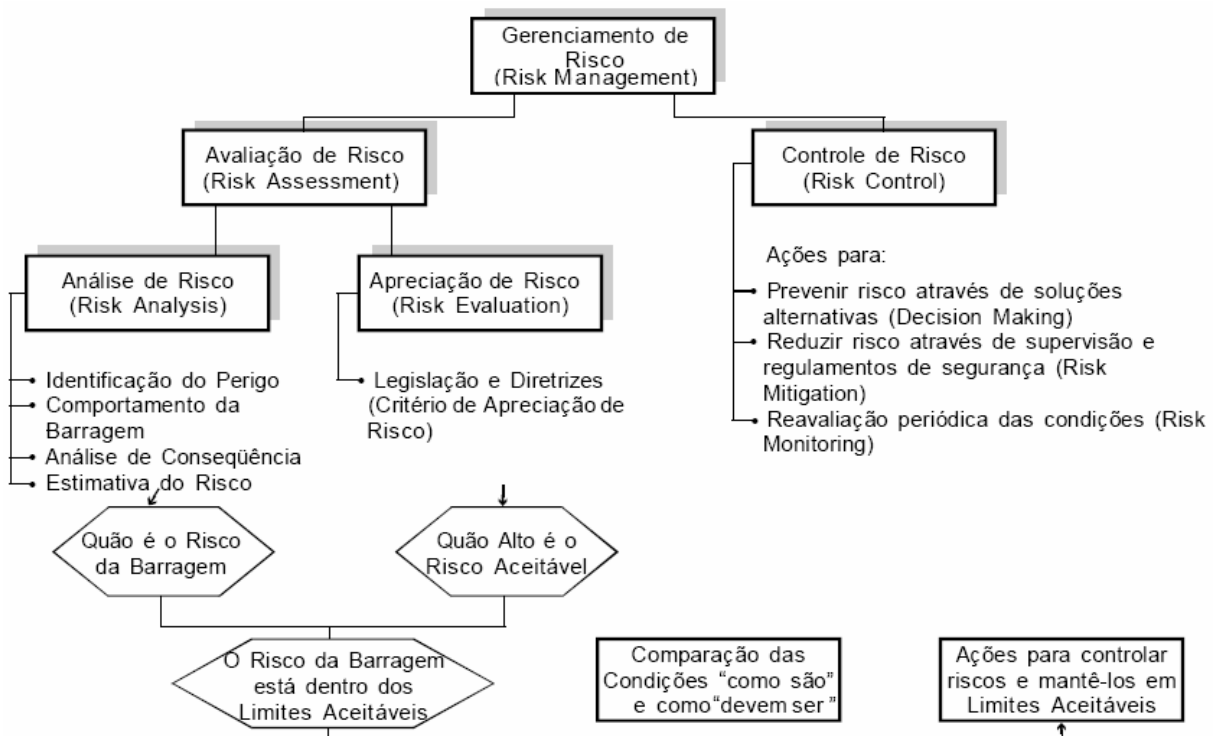 Gerenciamento de
Risco
(Risk Management)
Avaliação de Risco
(Risk Assessment)
Controle de Risco
(Risk Control)
Análise de Risco
(Risk Analysis)
Apreciação de Risco
(Risk Evaluation)
Ações para:
Prevenir risco através de soluções
alternativas (Decision Making)
Reduzir risco através de supervisão e
regulamentos de segurança (Risk
Mitigation)
Reavaliação periódica das condições (Risk
Monitoring)
Identificação do Perigo
Comportamento da
Barragem
Análise de Conseqüência
Estimativa do Risco
Legislação e Diretrizes
(Critério de Apreciação de
Risco)
Quão é o Risco
da Barragem
Quão Alto é o
Risco Aceitável
O Risco da Barragem
está dentro dos
Limites Aceitáveis
Comparação das
Condições “como são”
e como “devem ser”
Ações para controlar
riscos e mantê-los em
Limites Aceitáveis